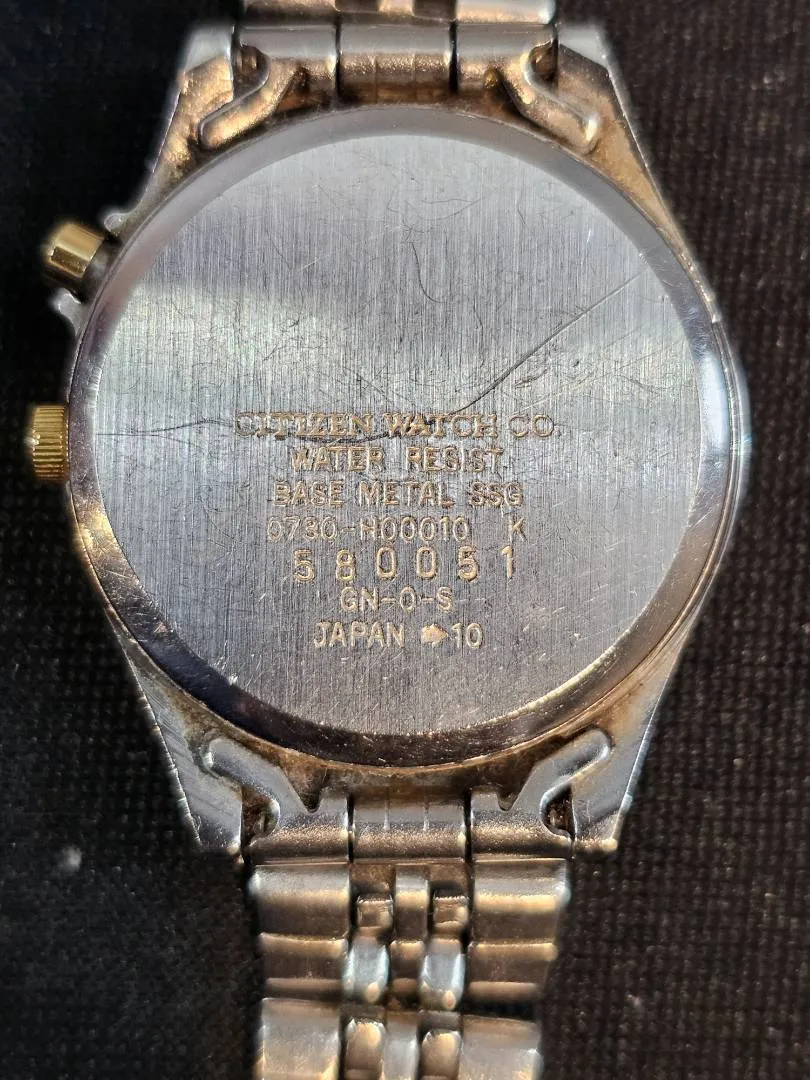 CITIZEN WATCH CO.
WATER RESIST.
BASE METAL SSG
0730-H00010 K
580051
GN-0-S
JAPAN 10